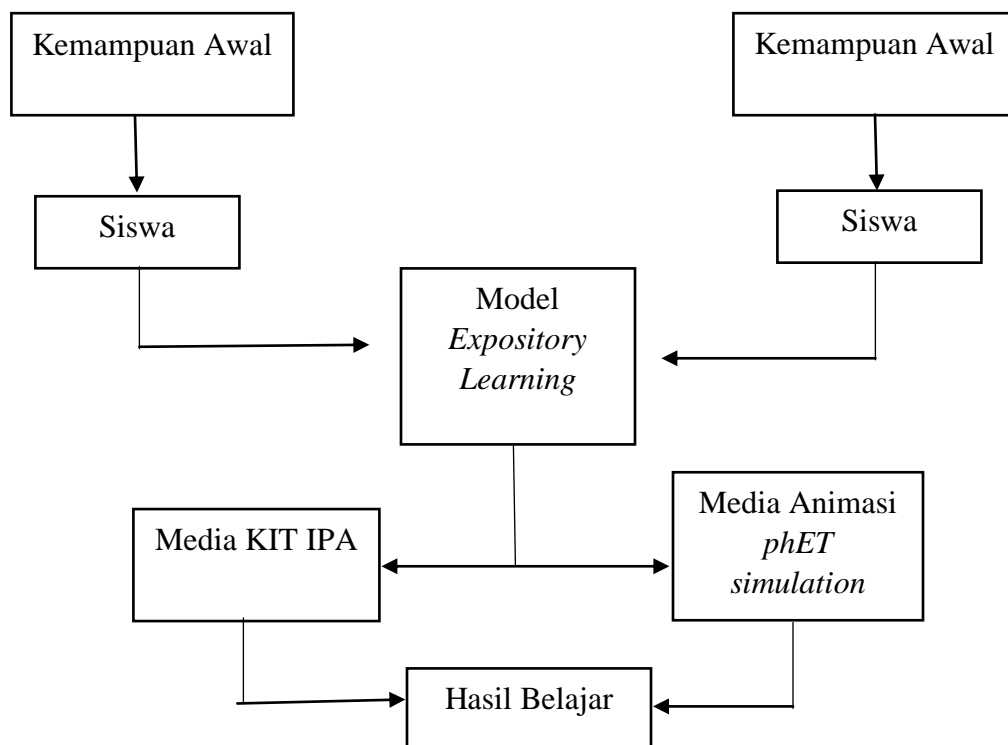 Kemampuan Awal
Kemampuan Awal
Siswa
Siswa
Model
Expository
Learning
Media KIT IPA
Media Animasi
phET
simulation
Hasil Belajar